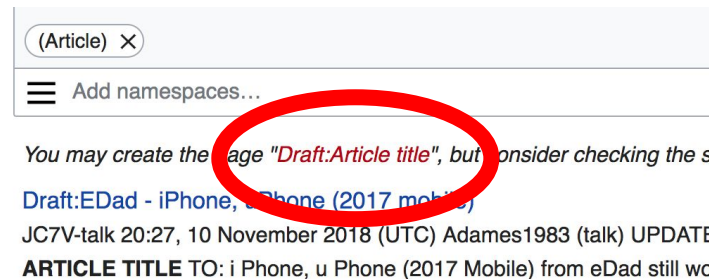 (Article) ×
Add namespaces…
You may create the page "Draft:Article title", but consider checking the s
Draft:EDad - iPhone, uPhone (2017 mobile)
JC7V-talk 20:27, 10 November 2018 (UTC) Adames1983 (talk) UPDATE
ARTICLE TITLE TO: i Phone, u Phone (2017 Mobile) from eDad still wo